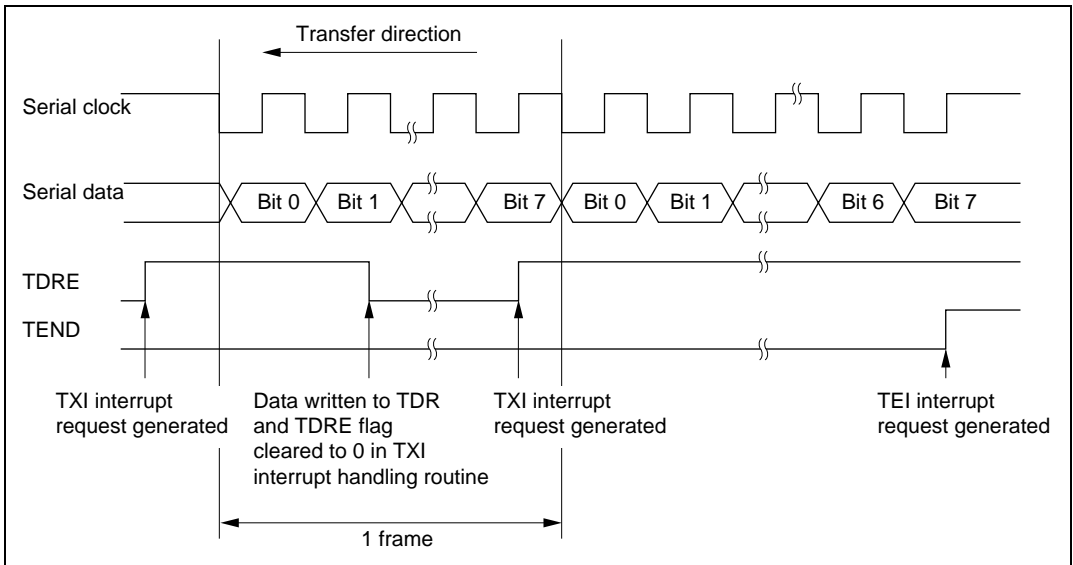 Transfer direction
Serial clock
Serial data
Bit 0
Bit 1
Bit 7
Bit 0
Bit 1
Bit 6
Bit 7
TDRE
TEND
TXI interrupt
request generated
Data written to TDR
and TDRE flag
cleared to 0 in TXI
interrupt handling routine
TXI interrupt
request generated
TEI interrupt
request generated
1 frame